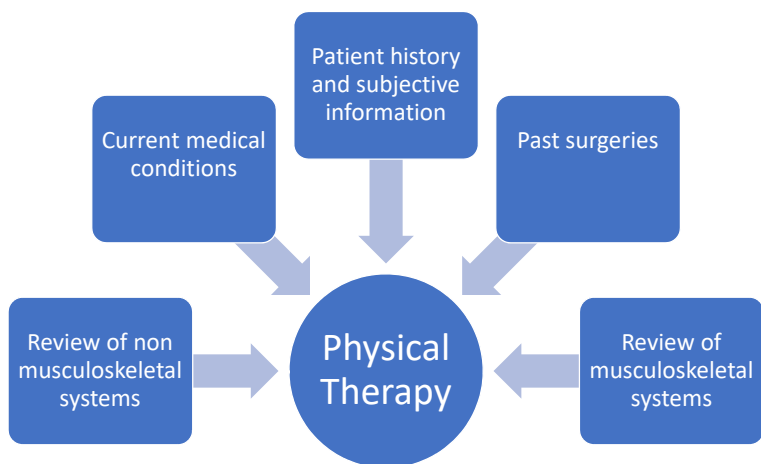 Patient history
and subjective
information
Current medical
conditions
Past surgeries
Review of non
musculoskeletal
systems
Physical
Therapy
Review of
musculoskeletal
systems